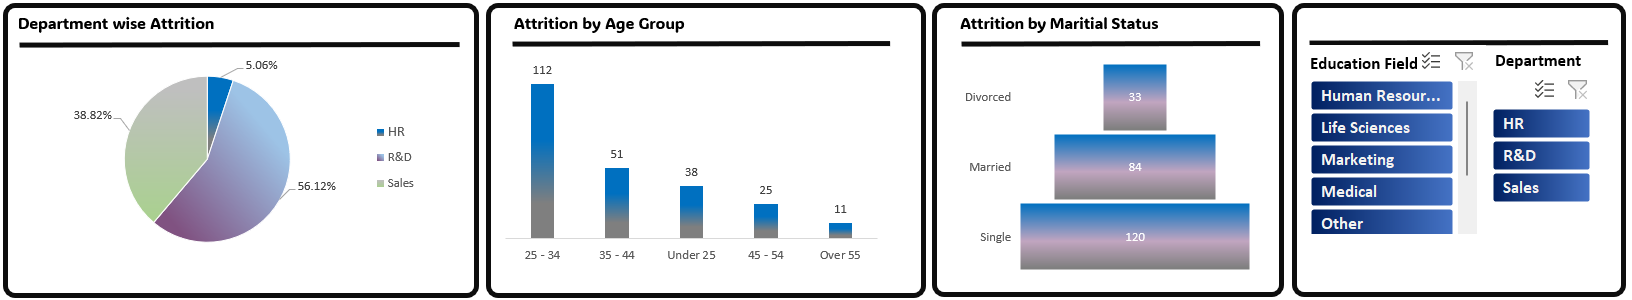 Department wise Attrition
5.06%
38.82%
56.12%
HR
R&D
Sales
Attrition by Age Group
112
51
38
25
11
25 - 34
35 - 44
Under 25
45 - 54
Over 55
Attrition by Maritial Status
Divorced
33
Married
84
Single
120
Education Field
Human Resour...
Life Sciences
Marketing
Medical
Other
Department
HR
R&D
Sales